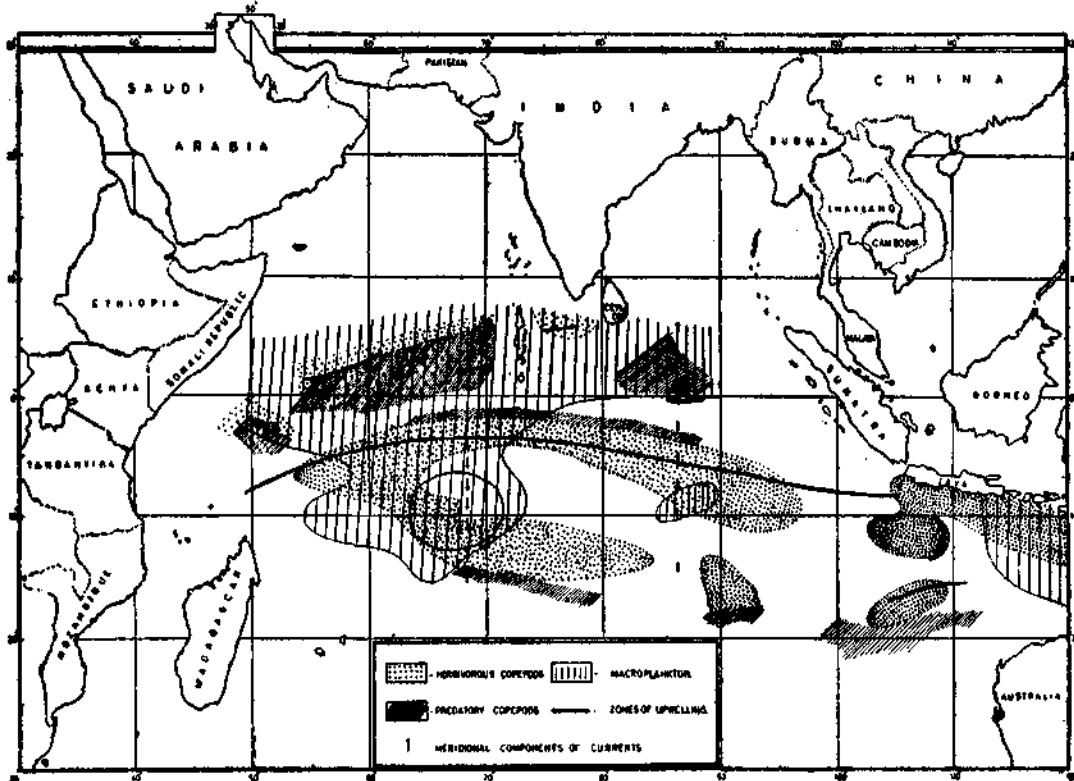 50°
PAKISTAN
SAUDI
ARABIA
INDIA
CHINA
BURMA
THAILAND
CAMBODIA
ETHIOPIA
SOMALI REPUBLIC
KENYA
MALAYA
SUMATRA
BORNEO
JAVA
MOZAMBIQUE
MADAGASCAR
AUSTRALIA
- HERBIVOROUS COPEPODS
- MACROPLANKTON
- PREDATORY COPEPODS
- ZONES OF UPWELLING
MERIDIONAL COMPONENTS OF CURRENTS